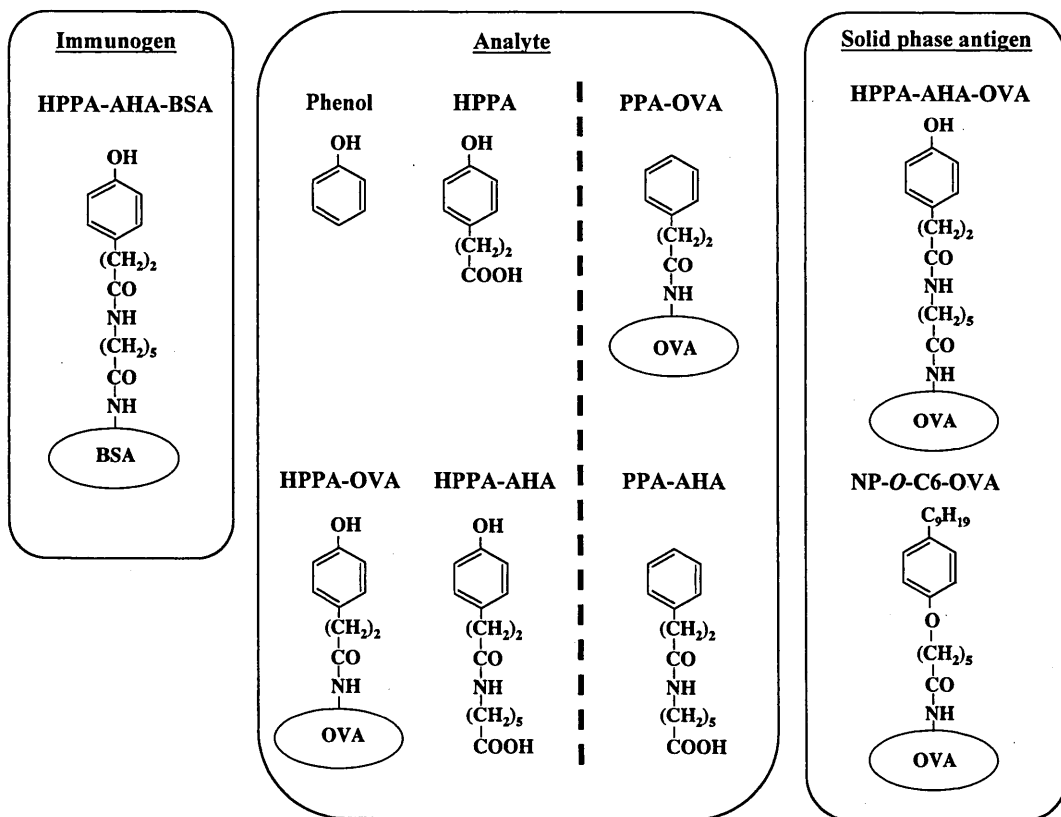 Immunogen
HPPA-AHA-BSA
OH
(CH₂)₂
CO
NH
(CH₂)₅
CO
NH
BSA
Analyte
Phenol
OH
HPPA
OH
(CH₂)₂
COOH
PPA-OVA
(CH₂)₂
CO
NH
OVA
HPPA-OVA
OH
(CH₂)₂
CO
NH
OVA
HPPA-AHA
OH
(CH₂)₂
CO
NH
(CH₂)₅
COOH
PPA-AHA
(CH₂)₂
CO
NH
(CH₂)₅
COOH
Solid phase antigen
HPPA-AHA-OVA
OH
(CH₂)₂
CO
NH
(CH₂)₅
CO
NH
OVA
NP-O-C6-OVA
C₉H₁₉
O
(CH₂)₅
CO
NH
OVA